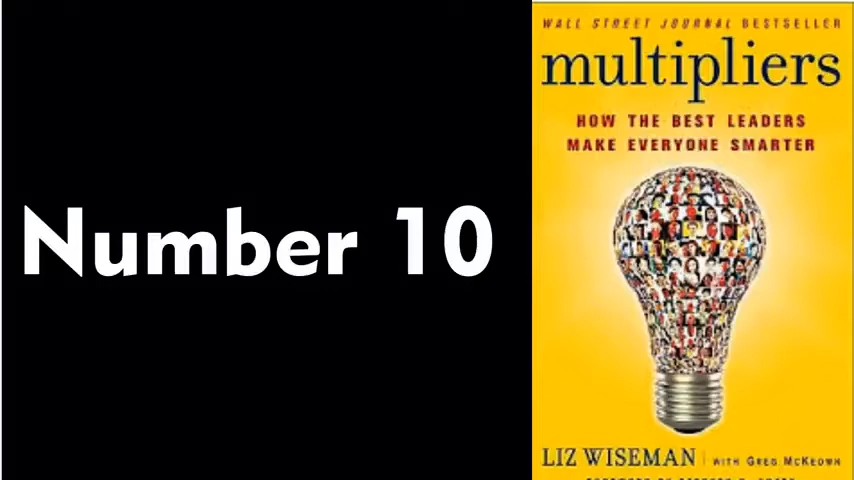 Number 10
WALL STREET JOURNAL BESTSELLER
multipliers
HOW THE BEST LEADERS
MAKE EVERYONE SMARTER
LIZ WISEMAN | WITH GREG MCKEOWN